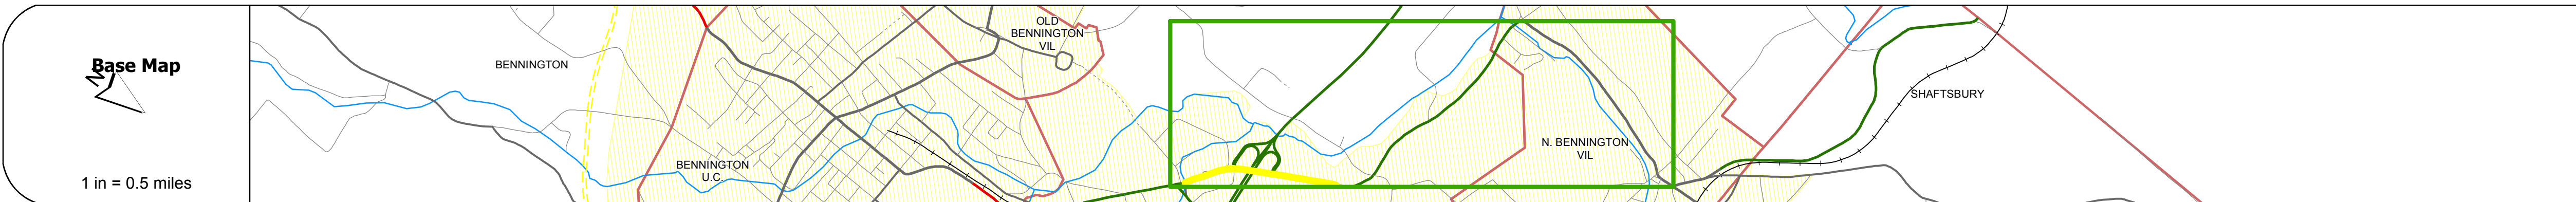 Base Map
N
1 in = 0.5 miles
BENNINGTON
BENNINGTON
U.C.
OLD
BENNINGTON
VIL
N. BENNINGTON
VIL
SHAFTSBURY